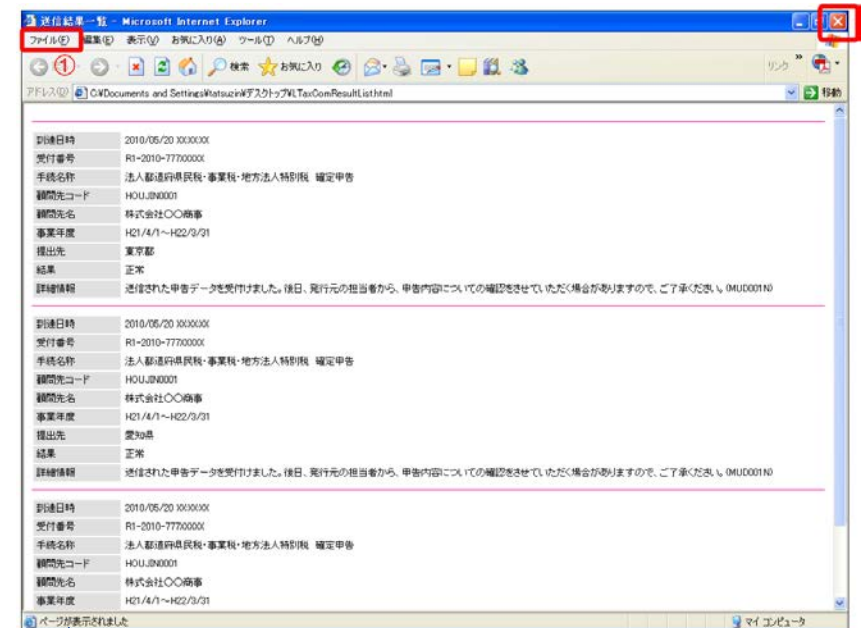 送信結果一覧 - Microsoft Internet Explorer
ファイル(F) 編集(E) 表示(V) お気に入り(A) ツール(T) ヘルプ(H)
① 検索 お気に入り リンク »
アドレス(D) C:¥Documents and Settings¥tatsuzin¥デスクトップ¥LTaxComResultList.html 移動
到達日時 2010/05/20 XX:XX:XX
受付番号 R1-2010-777XXXXX
手続名称 法人都道府県民税・事業税・地方法人特別税 確定申告
顧問先コード HOUJIN0001
顧問先名 株式会社〇〇商事
事業年度 H21/4/1～H22/3/31
提出先 東京都
結果 正常
詳細情報 送信された申告データを受付けました。後日、発行元の担当者から、申告内容についての確認をさせていただく場合がありますので、ご了承ください。(MUD001N)
到達日時 2010/05/20 XX:XX:XX
受付番号 R1-2010-777XXXXX
手続名称 法人都道府県民税・事業税・地方法人特別税 確定申告
顧問先コード HOUJIN0001
顧問先名 株式会社〇〇商事
事業年度 H21/4/1～H22/3/31
提出先 愛知県
結果 正常
詳細情報 送信された申告データを受付けました。後日、発行元の担当者から、申告内容についての確認をさせていただく場合がありますので、ご了承ください。(MUD001N)
到達日時 2010/05/20 XX:XX:XX
受付番号 R1-2010-777XXXXX
手続名称 法人都道府県民税・事業税・地方法人特別税 確定申告
顧問先コード HOUJIN0001
顧問先名 株式会社〇〇商事
事業年度 H21/4/1～H22/3/31
ページが表示されました マイ コンピュータ